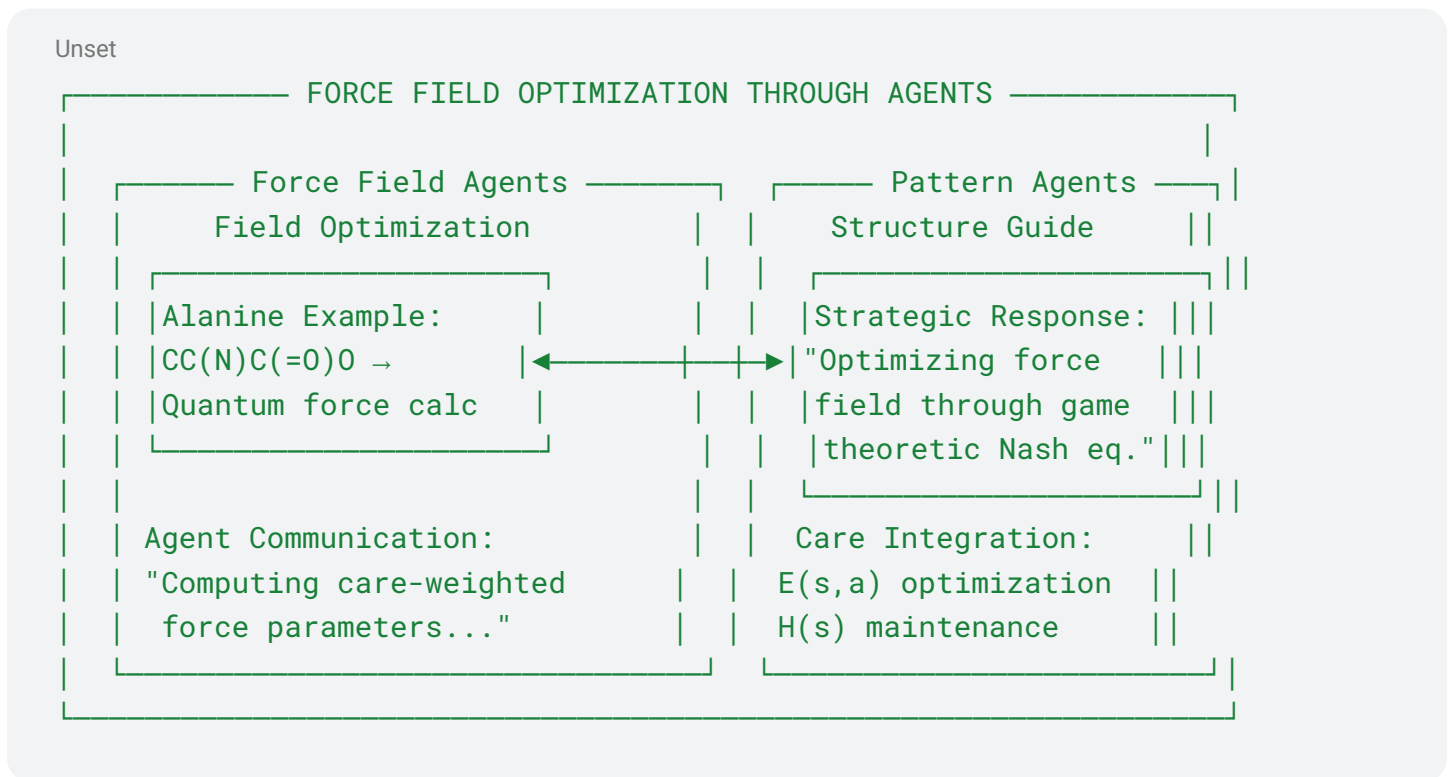 Unset
FORCE FIELD OPTIMIZATION THROUGH AGENTS
Force Field Agents
Field Optimization
Alanine Example:
CC(N)C(=O)O →
Quantum force calc
Agent Communication:
"Computing care-weighted
force parameters..."
Pattern Agents
Structure Guide
Strategic Response:
"Optimizing force
field through game
theoretic Nash eq."
Care Integration:
E(s,a) optimization
H(s) maintenance